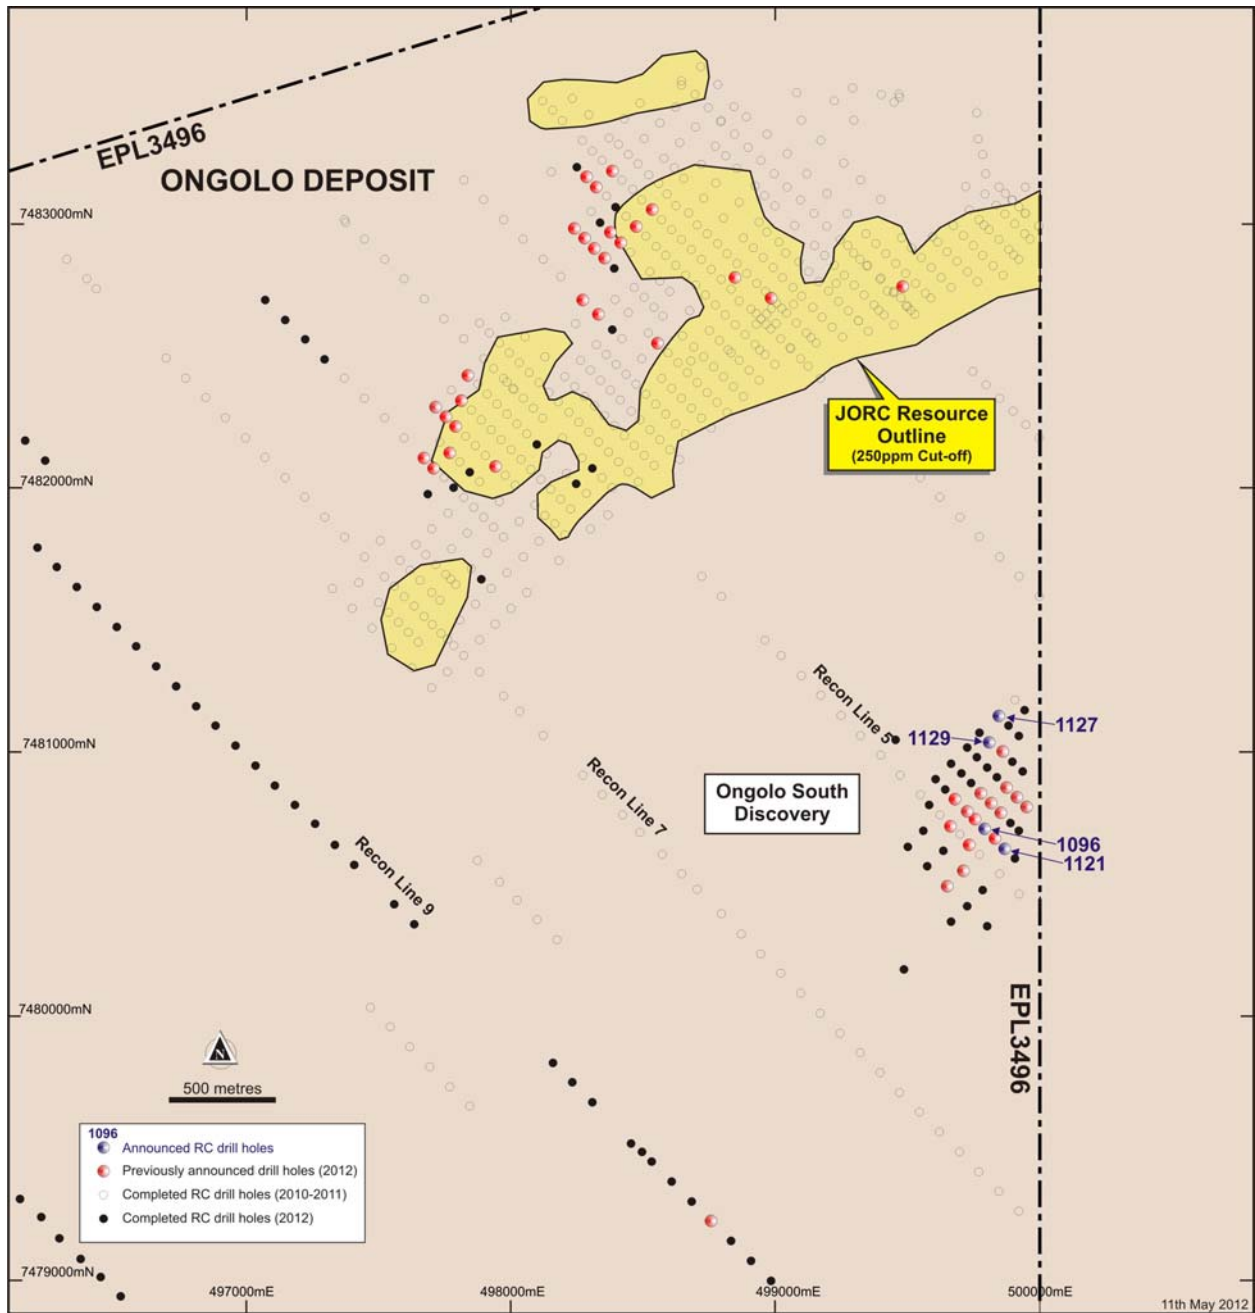 EPL3496
ONGOLO DEPOSIT
7483000mN
JORC Resource
Outline
(250ppm Cut-off)
7482000mN
Recon Line 5
1127
1129
7481000mN
Recon Line 7
Ongolo South
Discovery
1096
1121
Recon Line 9
7480000mN
EPL3496
N
500 metres
1096
Announced RC drill holes
Previously announced drill holes (2012)
Completed RC drill holes (2010-2011)
Completed RC drill holes (2012)
7479000mN
497000mE
498000mE
499000mE
500000mE
11th May 2012